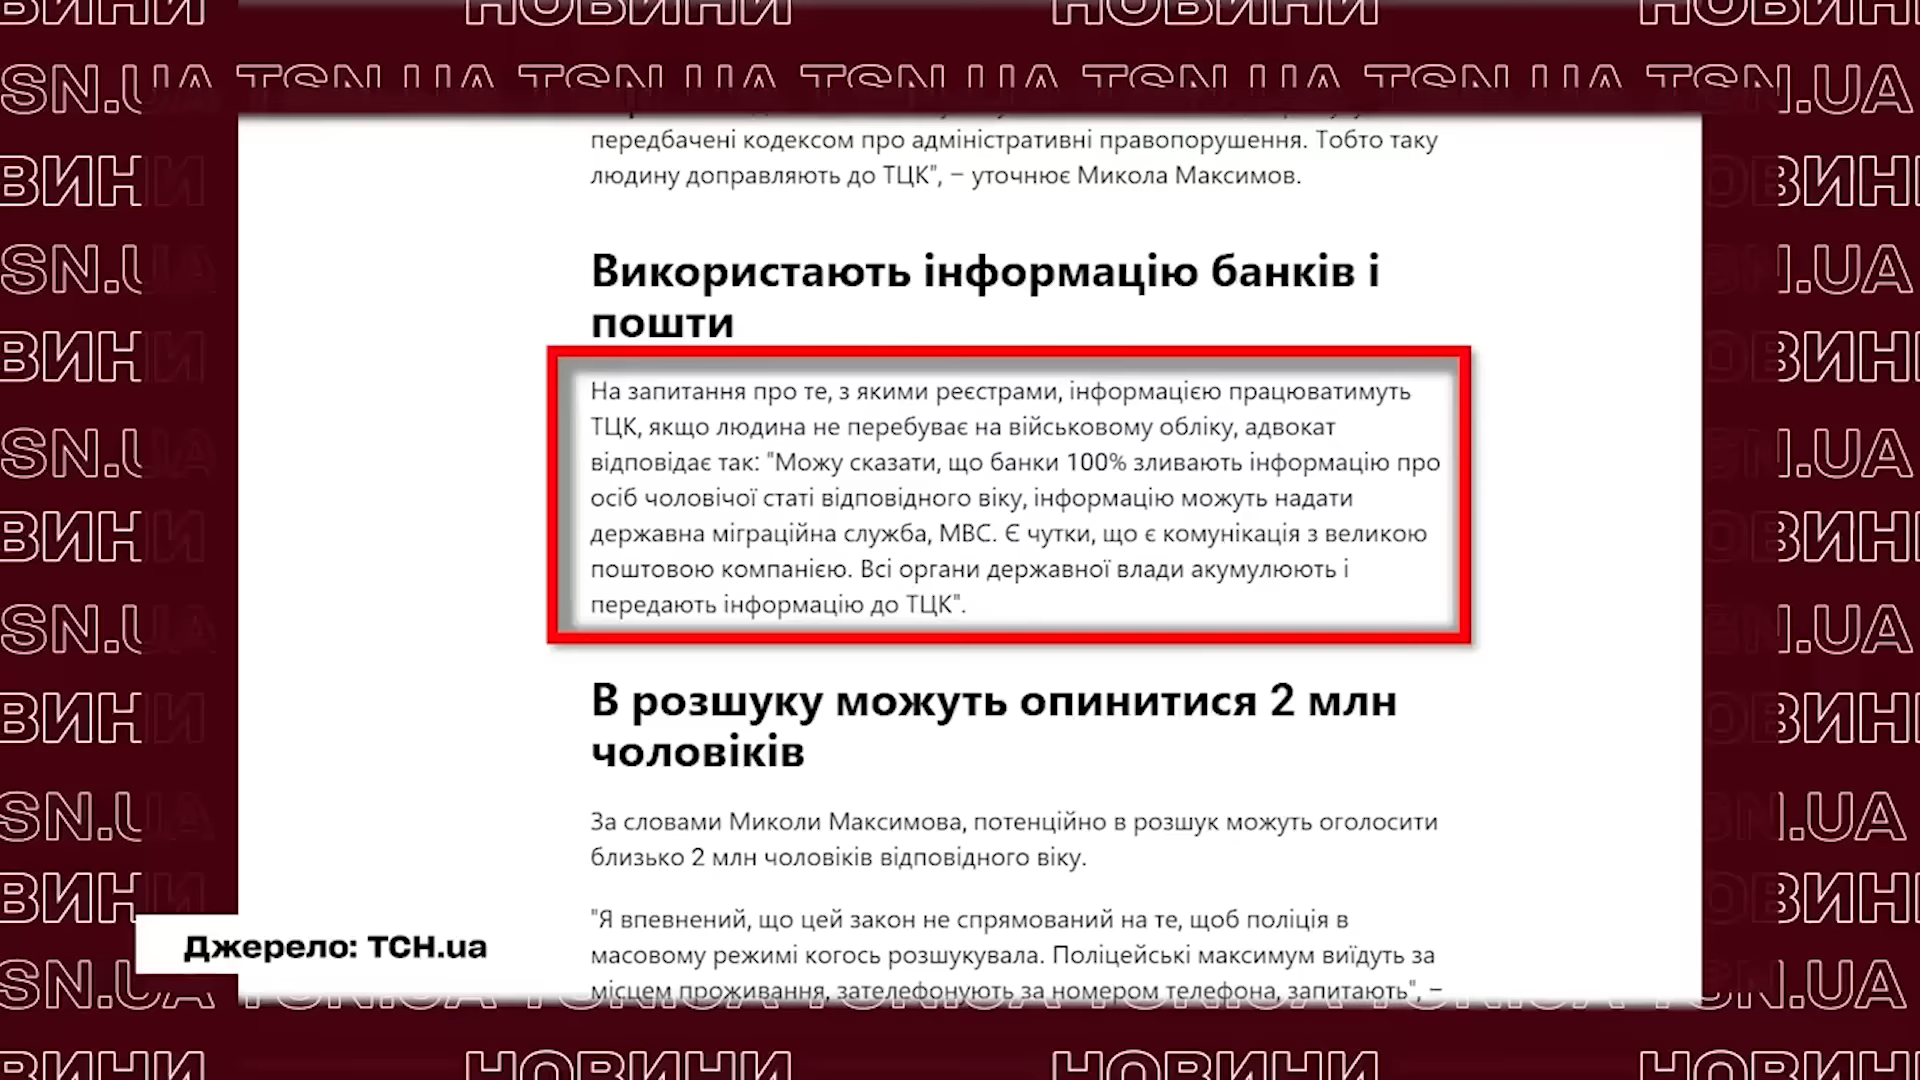 НОВИНИ НОВИНИ НОВИНИ
SN.UA TSN.UA TSN.UA TSN.UA TSN.UA TSN.UA TSN.UA
передбачені кодексом про адміністративні правопорушення. Тобто таку
людину доправляють до ТЦК", – уточнює Микола Максимов.
Використають інформацію банків і
пошти
На запитання про те, з якими реєстрами, інформацією працюватимуть
ТЦК, якщо людина не перебуває на військовому обліку, адвокат
відповідає так: "Можу сказати, що банки 100% зливають інформацію про
осіб чоловічої статі відповідного віку, інформацію можуть надати
державна міграційна служба, МВС. Є чутки, що є комунікація з великою
поштовою компанією. Всі органи державної влади акумулюють і
передають інформацію до ТЦК".
В розшуку можуть опинитися 2 млн
чоловіків
За словами Миколи Максимова, потенційно в розшук можуть оголосити
близько 2 млн чоловіків відповідного віку.
"Я впевнений, що цей закон не спрямований на те, щоб поліція в
масовому режимі когось розшукувала. Поліцейські максимум виїдуть за
місцем проживання, зателефонують за номером телефона, запитають", –
Джерело: ТСН.ua
НОВИНИ НОВИНИ